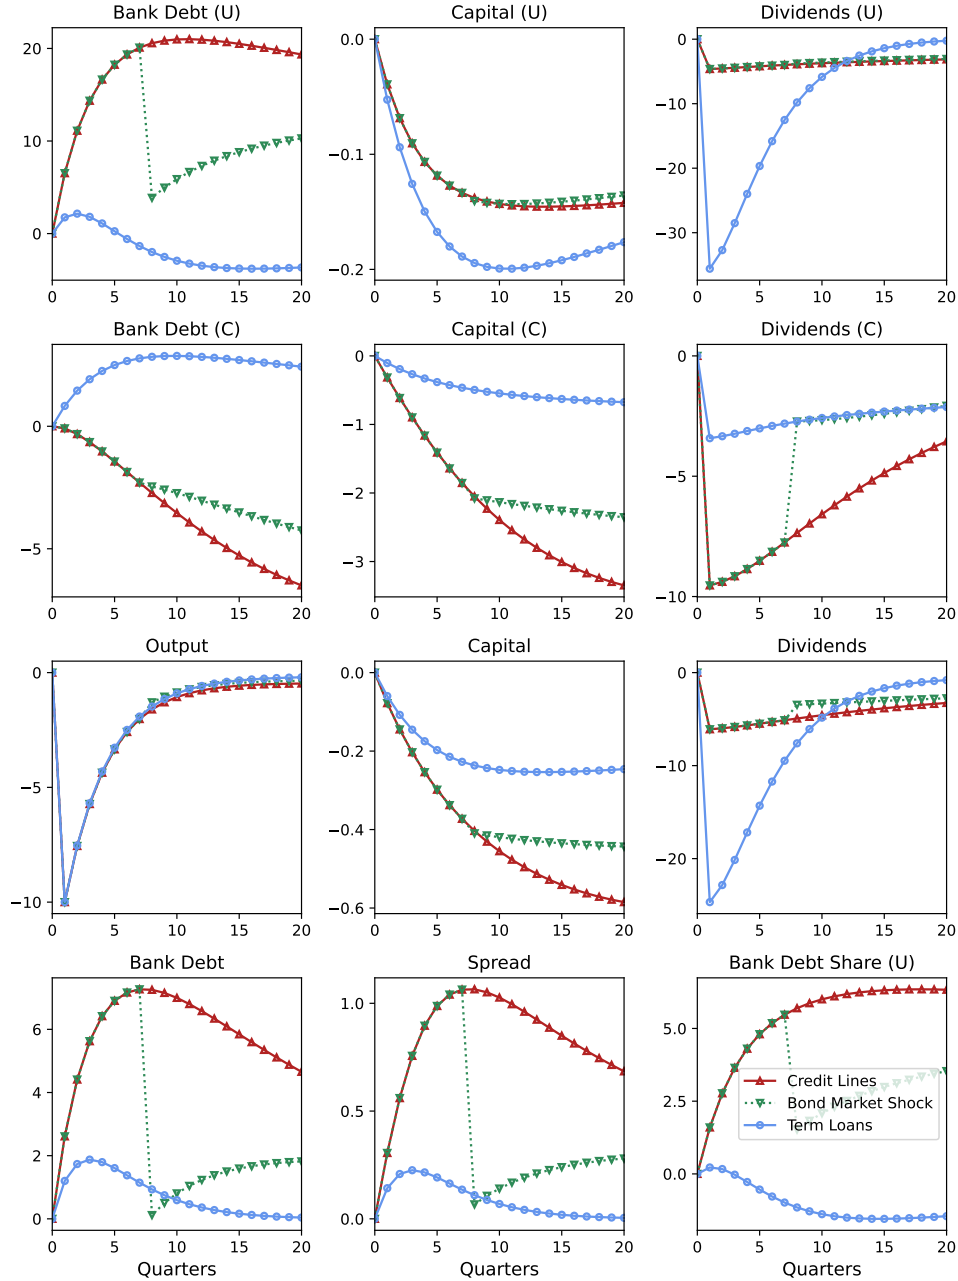 Bank Debt (U) Capital (U) Dividends (U)
20 0.0 0
10 −0.1 −10
0 −0.2 −20
−30
0 5 10 15 20 0 5 10 15 20 0 5 10 15 20
Bank Debt (C) Capital (C) Dividends (C)
0 0 0
−5 −1 −5
−2 −10
−3
0 5 10 15 20 0 5 10 15 20 0 5 10 15 20
Output Capital Dividends
0 0.0 0
−5 −0.2 −10
−10 −0.4 −20
−0.6
0 5 10 15 20 0 5 10 15 20 0 5 10 15 20
Bank Debt Spread Bank Debt Share (U)
6 1.0 5.0
4 0.5 2.5
2 0.0 0.0
0
Credit Lines
Bond Market Shock
Term Loans
0 5 10 15 20 0 5 10 15 20 0 5 10 15 20
Quarters Quarters Quarters